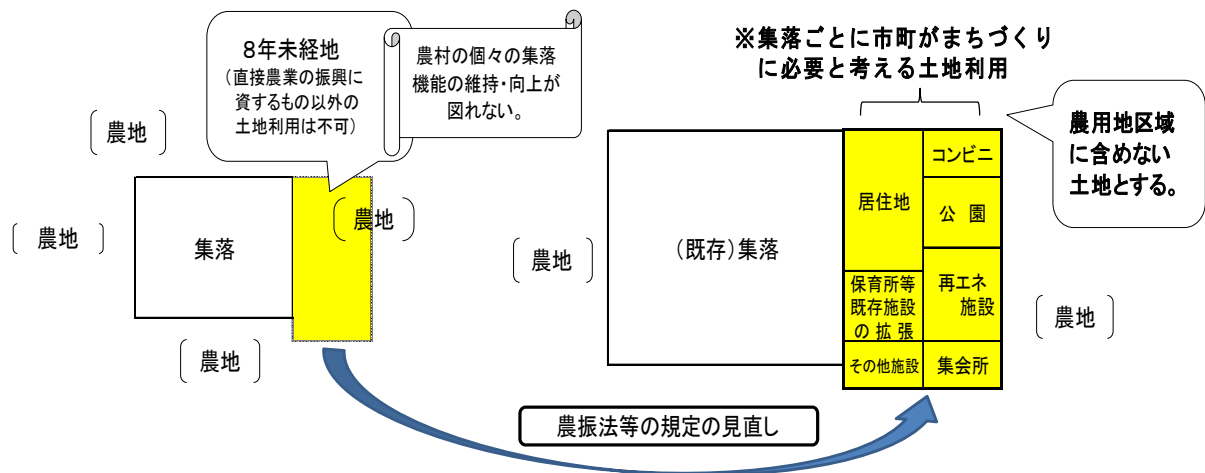 8年未経地
（直接農業の振興に
資するもの以外の
土地利用は不可）
農村の個々の集落
機能の維持・向上が
図れない。
〔農地〕
〔農地〕
集落
〔農地〕
〔農地〕
※集落ごとに市町がまちづくり
に必要と考える土地利用
農用地区域
に含めない
土地とする。
〔農地〕
（既存）集落
居住地
コンビニ
公 園
保育所等
既存施設
の 拡 張
再エネ
施設
その他施設
集会所
〔農地〕
農振法等の規定の見直し